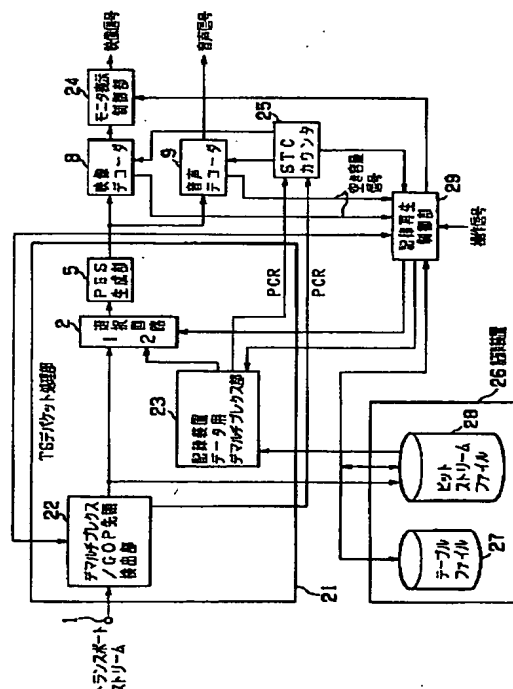 トランスポート
ストリーム
1
22
デマルチプレクス
/GOP先頭
検出部
21
TSデパケット処理部
23
記録装置
データ用
デマルチプレクス部
2
選択回路
1
2
5
PES
生成部
8
映像
デコーダ
9
音声
デコーダ
24
モニタ表示
制御部
映像信号
音声信号
25
STC
カウンタ
PCR
PCR
空き容量
信号
29
記録再生
制御部
操作信号
26
記録装置
27
テーブル
ファイル
28
ビット
ストリーム
ファイル